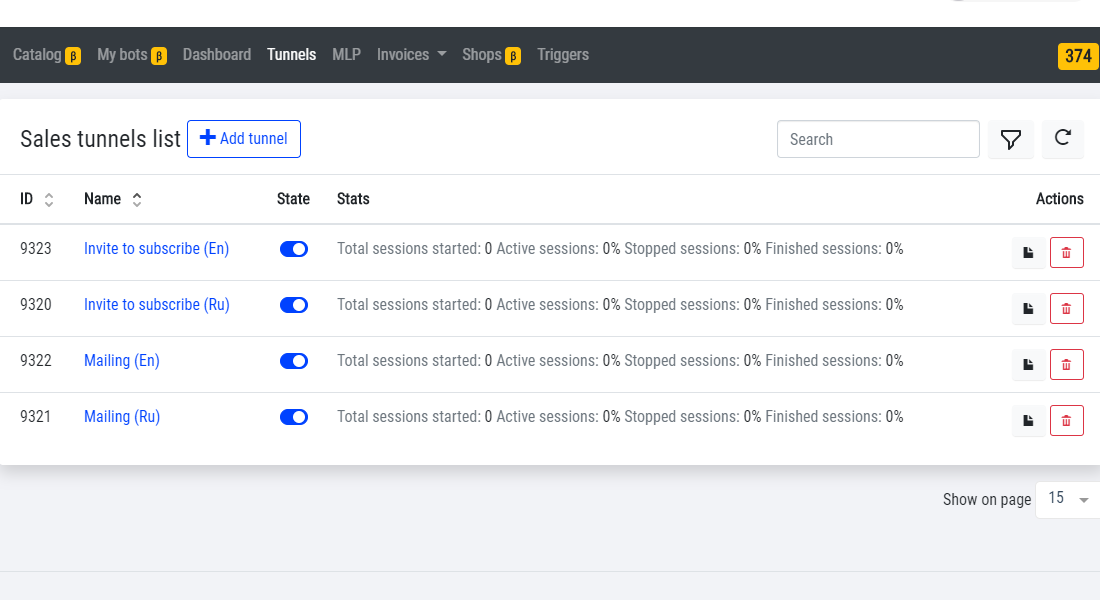 Catalog β My bots β Dashboard Tunnels MLP Invoices Shops β Triggers 374
Sales tunnels list Add tunnel Search
ID Name State Stats Actions
9323 Invite to subscribe (En) Total sessions started: 0 Active sessions: 0% Stopped sessions: 0% Finished sessions: 0%
9320 Invite to subscribe (Ru) Total sessions started: 0 Active sessions: 0% Stopped sessions: 0% Finished sessions: 0%
9322 Mailing (En) Total sessions started: 0 Active sessions: 0% Stopped sessions: 0% Finished sessions: 0%
9321 Mailing (Ru) Total sessions started: 0 Active sessions: 0% Stopped sessions: 0% Finished sessions: 0%
Show on page 15